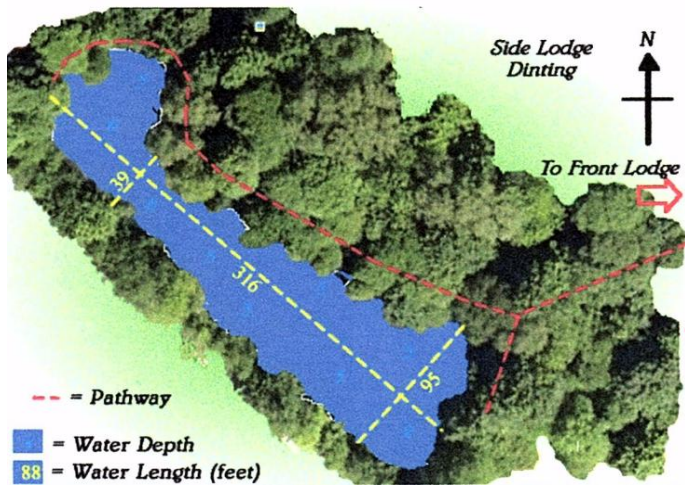 Side Lodge
Dinting
N
To Front Lodge
39
316
95
= Pathway
= Water Depth
88 = Water Length (feet)